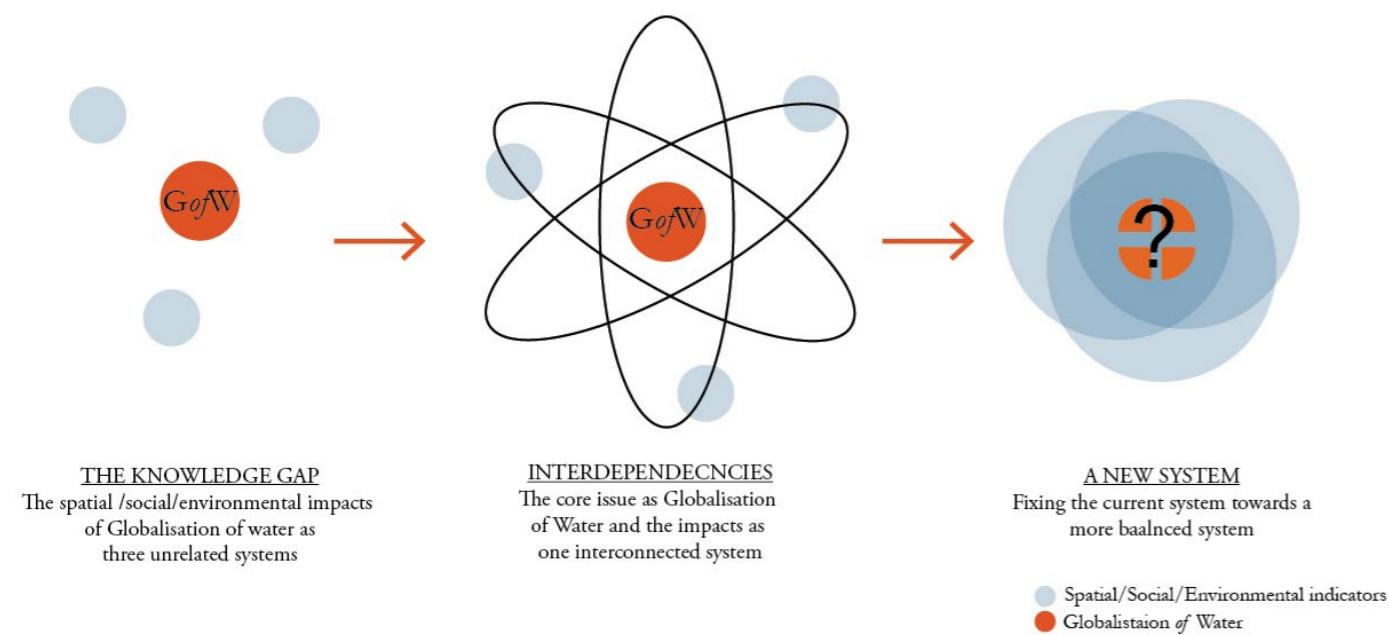 GofW
GofW
?
THE KNOWLEDGE GAP
The spatial /social/environmental impacts
of Globalisation of water as
three unrelated systems
INTERDEPENDECNCIES
The core issue as Globalisation
of Water and the impacts as
one interconnected system
A NEW SYSTEM
Fixing the current system towards a
more baalnced system
Spatial/Social/Environmental indicators
Globalistaion of Water